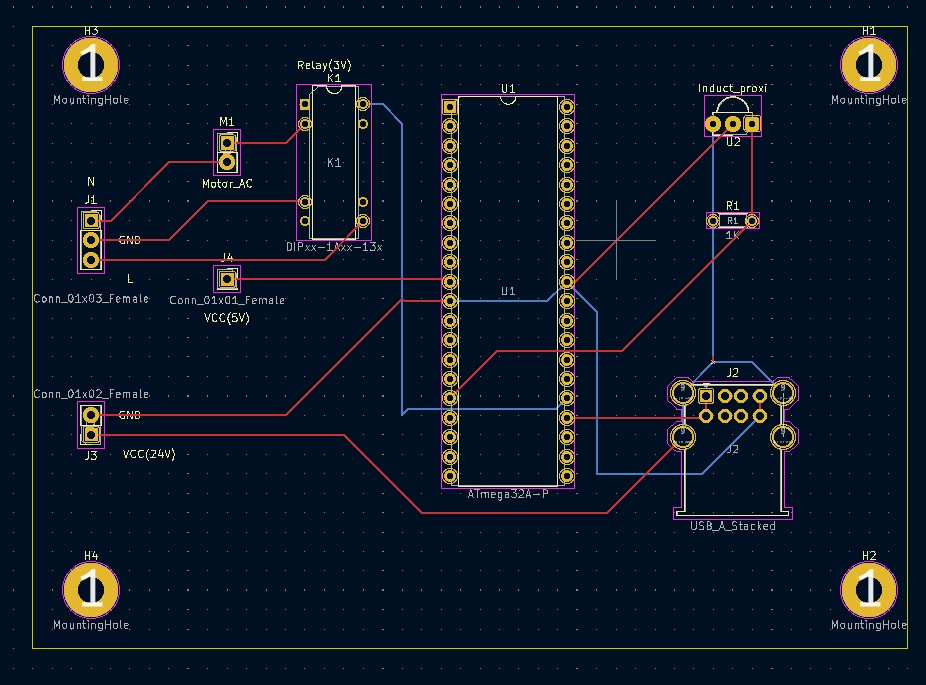 H3
1
MountingHole
H1
1
MountingHole
Relay(3V)
K1
K1
DIPxx-1Axx-13x
M1
Motor_AC
N
J1
GND
L
Conn_01x03_Female
J4
Conn_01x01_Female
VCC(5V)
U1
U1
ATmega32A-P
Induct_proxi
U2
R1
R1
1K
Conn_01x02_Female
GND
J3
VCC(24V)
J2
J2
USB_A_Stacked
H4
1
MountingHole
H2
1
MountingHole